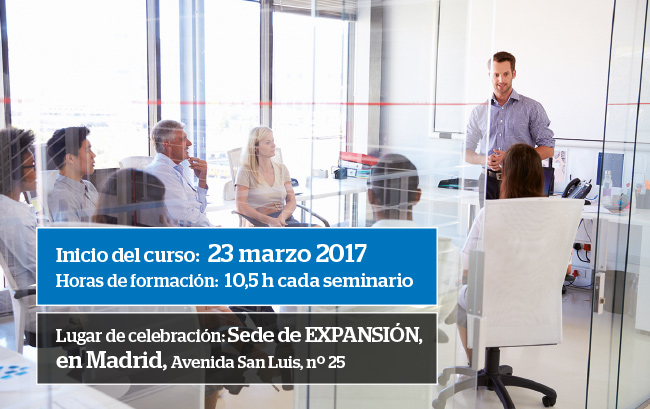 Inicio del curso: 23 marzo 2017
Horas de formación: 10,5 h cada seminario
Lugar de celebración: Sede de EXPANSIÓN,
en Madrid, Avenida San Luis, nº 25